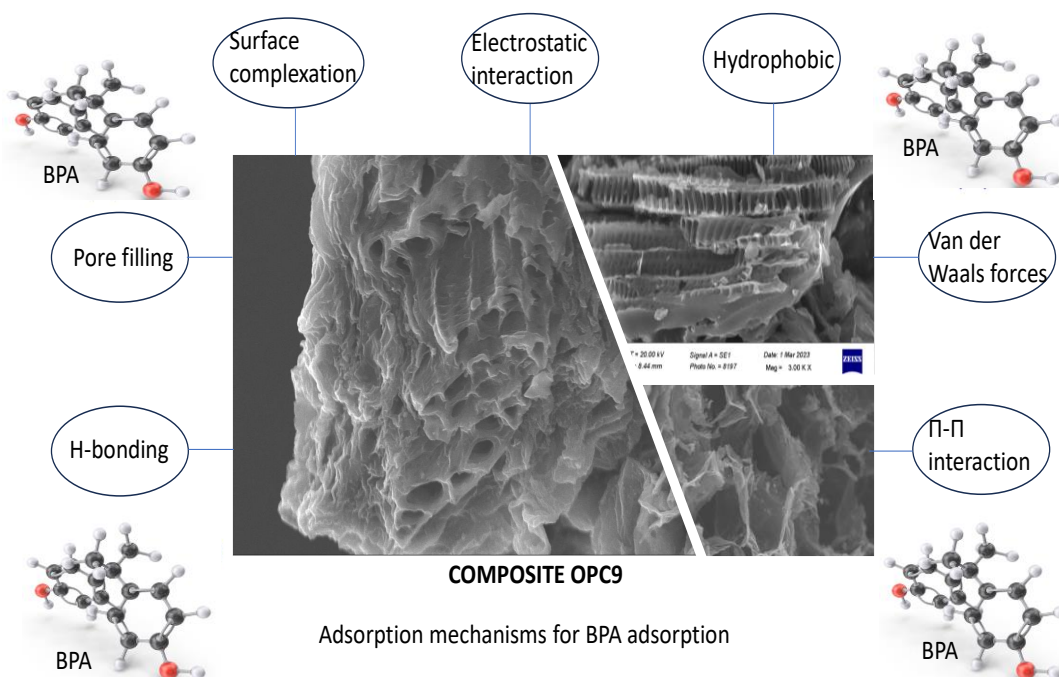 Surface
complexation
Electrostatic
interaction
Hydrophobic
BPA
BPA
Pore filling
Van der
Waals forces
= 20.00 kV Signal A = SE1 Date: 1 Mar 2023
8.44 mm Photo No. = 8197 Mag = 3.00 K X
ZEISS
H-bonding
Π-Π
interaction
COMPOSITE OPC9
Adsorption mechanisms for BPA adsorption
BPA
BPA